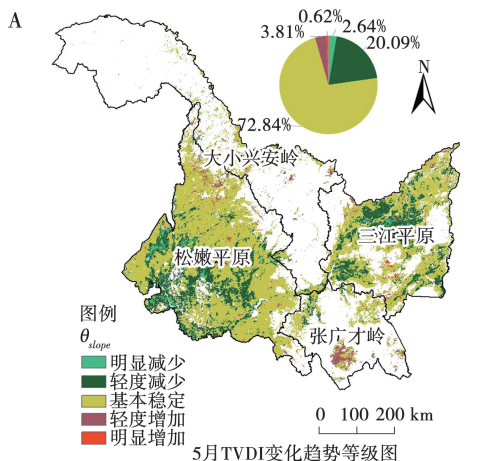 A
0.62%
3.81%
2.64%
20.09%
72.84%
N
大小兴安岭
松嫩平原
三江平原
张广才岭
图例
θslope
明显减少
轻度减少
基本稳定
轻度增加
明显增加
0 100 200 km
5月TVDI变化趋势等级图